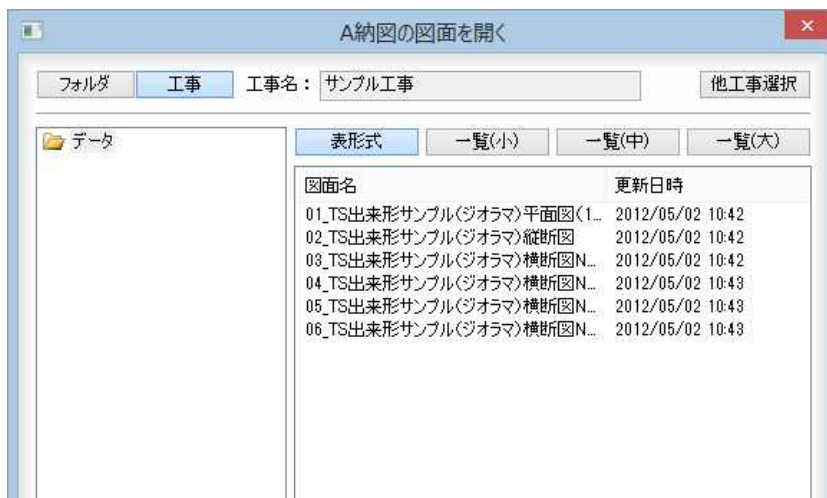 A納図の図面を開く
フォルダ 工事 工事名： サンプル工事 他工事選択
データ 表形式 一覧(小) 一覧(中) 一覧(大)
図面名 更新日時
01_TS出来形サンプル(ジオラマ)平面図(1... 2012/05/02 10:42
02_TS出来形サンプル(ジオラマ)縦断図 2012/05/02 10:42
03_TS出来形サンプル(ジオラマ)横断図N... 2012/05/02 10:42
04_TS出来形サンプル(ジオラマ)横断図N... 2012/05/02 10:43
05_TS出来形サンプル(ジオラマ)横断図N... 2012/05/02 10:43
06_TS出来形サンプル(ジオラマ)横断図N... 2012/05/02 10:43